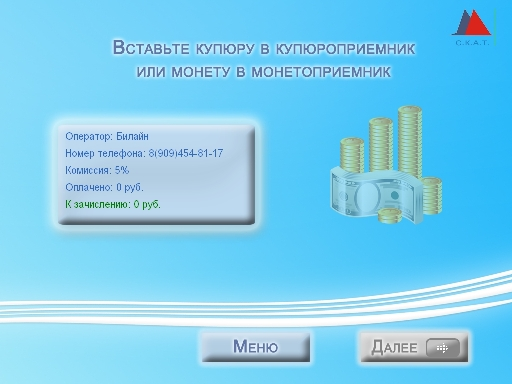 С.К.А.Т.
Вставьте купюру в купюроприемник
или монету в монетоприемник
Оператор: Билайн
Номер телефона: 8(909)454-81-17
Комиссия: 5%
Оплачено: 0 руб.
К зачислению: 0 руб.
Меню
Далее